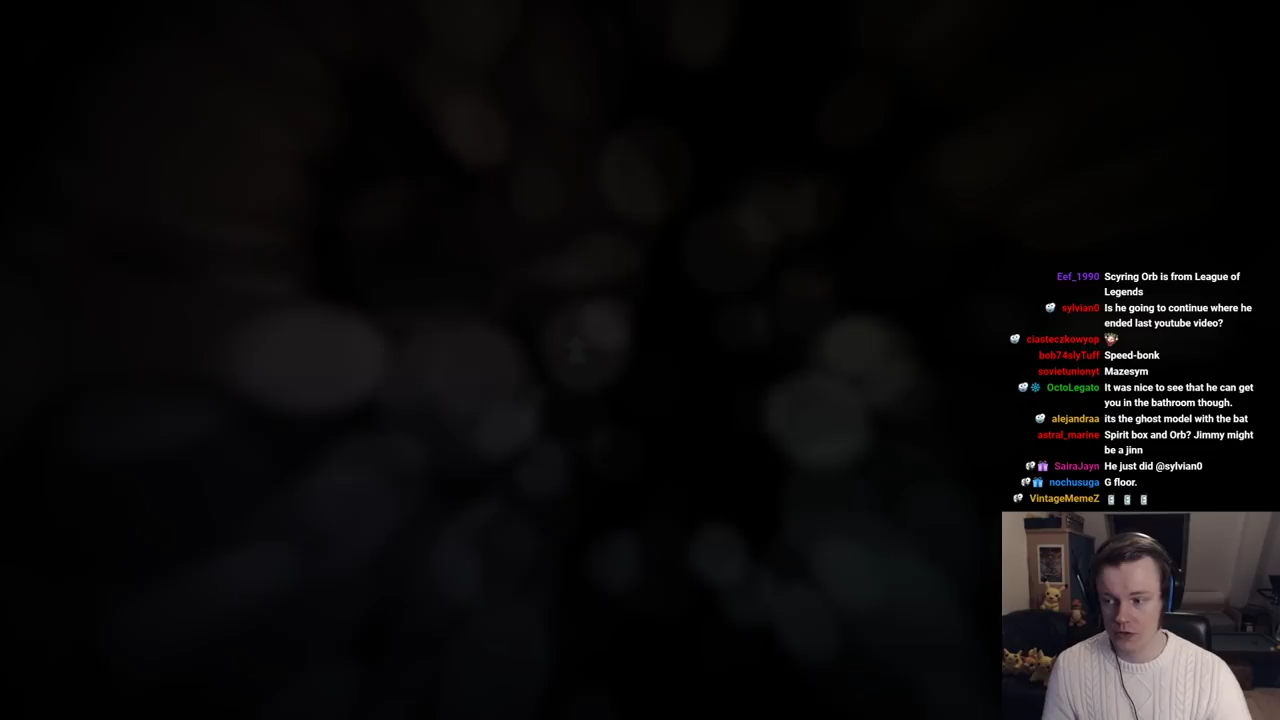 Eef_1990 Scyring Orb is from League of
Legends
sylvian0 Is he going to continue where he
ended last youtube video?
ciasteczkowyop
bob74slyTuff Speed-bonk
sovietunionyt Mazesym
OctoLegato It was nice to see that he can get
you in the bathroom though.
alejandraa its the ghost model with the bat
astral_marine Spirit box and Orb? Jimmy might
be a jinn
SairaJayn He just did @sylvian0
nochusuga G floor.
VintageMemeZ